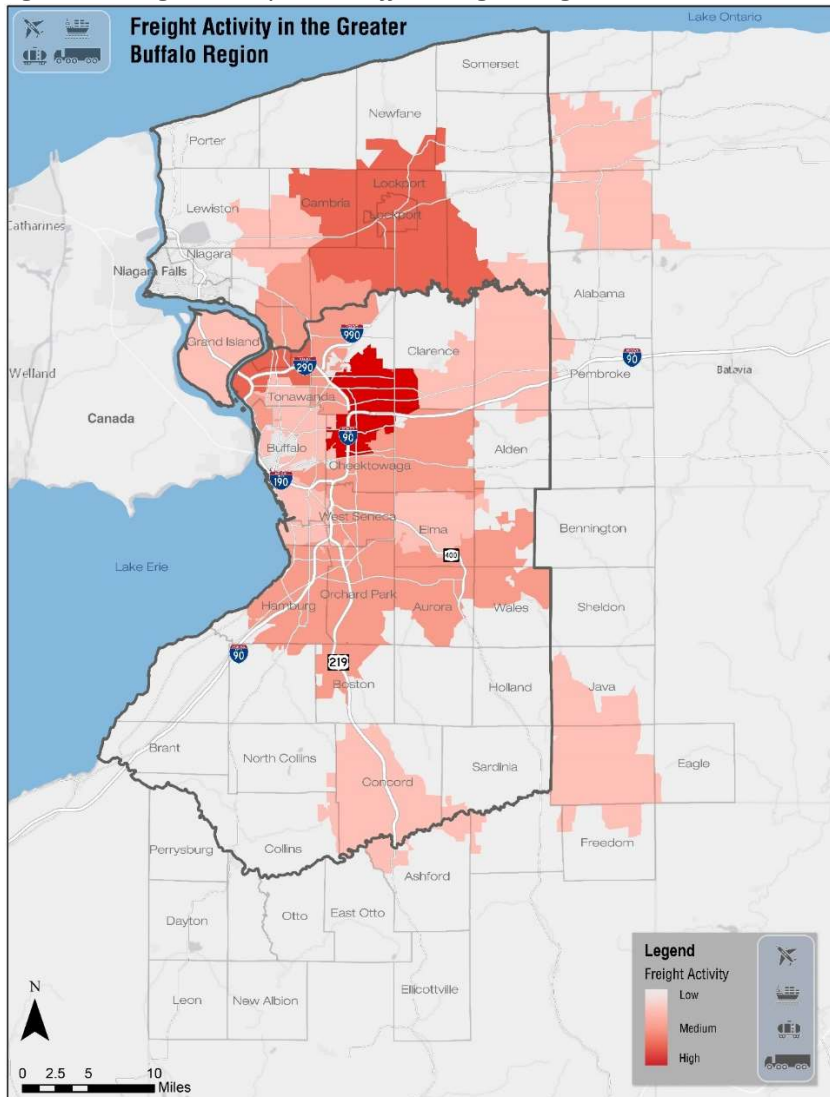 Freight Activity in the Greater
Buffalo Region
Lake Ontario
Somerset
Newfane
Porter
Lockport
Lewiston
Cambria
Lockport
Catharines
Niagara
Niagara Falls
Alabama
990
Grand Island
Clarence
290
90
Welland
Pembroke
Batavia
Tonawanda
Canada
90
Buffalo
Alden
Cheektowaga
190
West Seneca
Elma
Bennington
400
Lake Erie
Orchard Park
Hamburg
Aurora
Wales
Sheldon
90
219
Boston
Holland
Java
Brant
North Collins
Sardinia
Eagle
Concord
Perrysburg
Collins
Freedom
Ashford
Dayton
Otto
East Otto
Legend
Freight Activity
Low
Medium
High
N
Leon
New Albion
Ellicottville
0 2.5 5 10
Miles